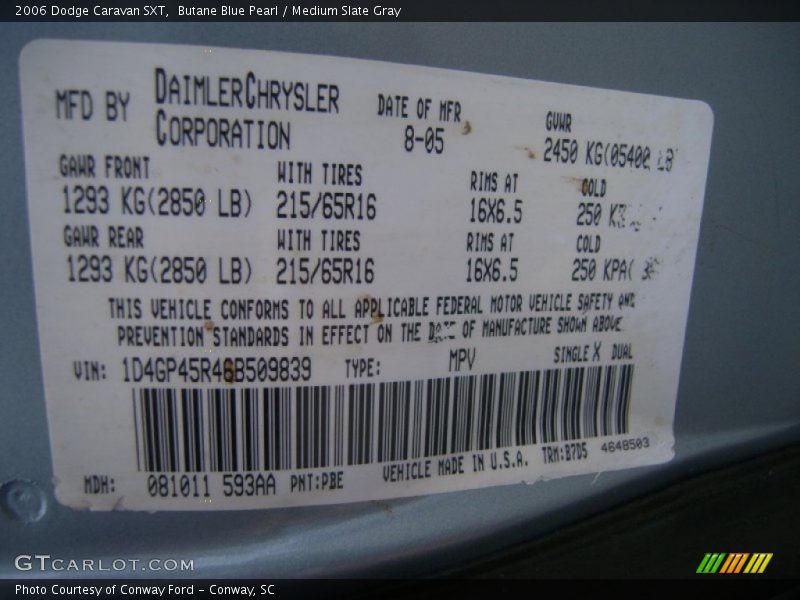 2006 Dodge Caravan SXT,  Butane Blue Pearl / Medium Slate Gray
MFD BY DAIMLERCHRYSLER CORPORATION
DATE OF MFR 8-05
GVWR 2450 KG(05400 LB
GAWR FRONT WITH TIRES RIMS AT COLD
1293 KG(2850 LB) 215/65R16 16X6.5 250
GAWR REAR WITH TIRES RIMS AT COLD
1293 KG(2850 LB) 215/65R16 16X6.5 250 KPA(
THIS VEHICLE CONFORMS TO ALL APPLICABLE FEDERAL MOTOR VEHICLE SAFETY AND
PREVENTION STANDARDS IN EFFECT ON THE DATE OF MANUFACTURE SHOWN ABOVE
VIN: 1D4GP45R46B509839 TYPE: MPV SINGLE X DUAL
MDH: 081011 593AA PNT:PBE VEHICLE MADE IN U.S.A. TRM:B7D5 4648503
GTCARLOT.COM
Photo Courtesy of Conway Ford – Conway, SC